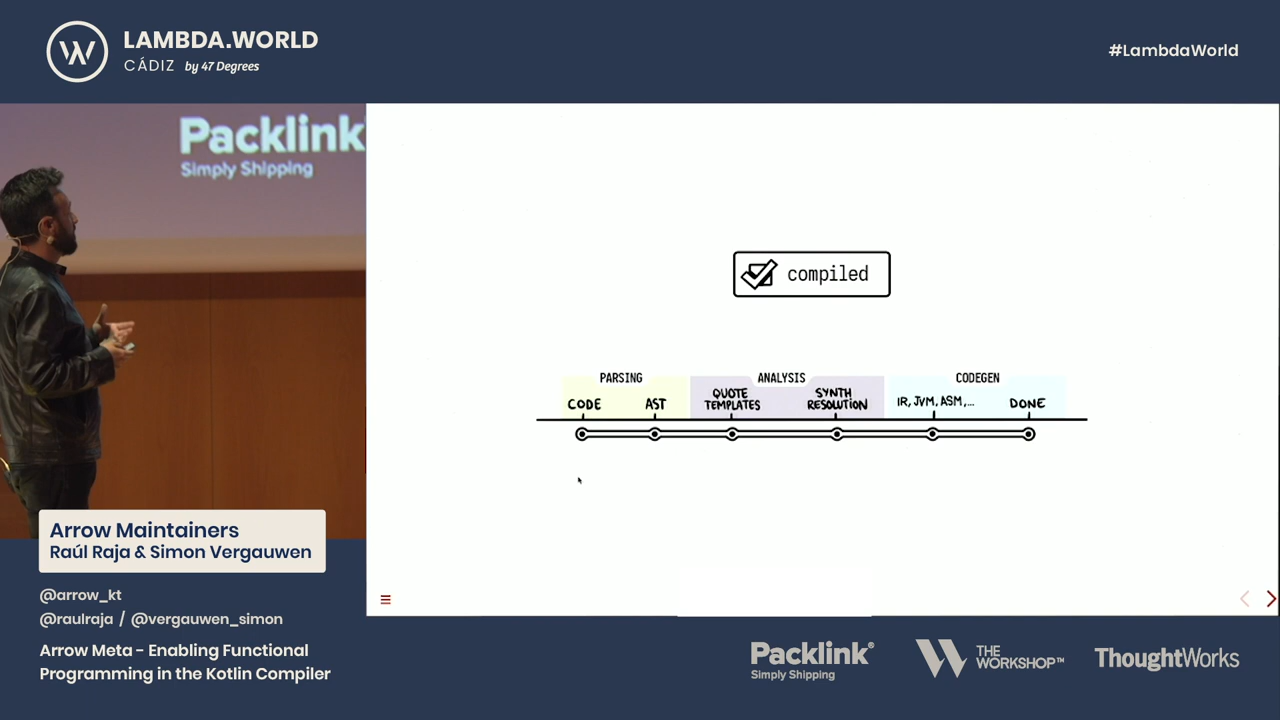 LAMBDA.WORLD
CÁDIZ by 47 Degrees
#LambdaWorld
Packlink
Simply Shipping
compiled
PARSING
ANALYSIS
CODEGEN
CODE
AST
QUOTE
TEMPLATES
SYNTH
RESOLUTION
IR, JVM, ASM,...
DONE
Arrow Maintainers
Raúl Raja & Simon Vergauwen
@arrow_kt
@raulraja / @vergauwen_simon
Arrow Meta - Enabling Functional
Programming in the Kotlin Compiler
Packlink®
Simply Shipping
THE
WORKSHOP™
ThoughtWorks